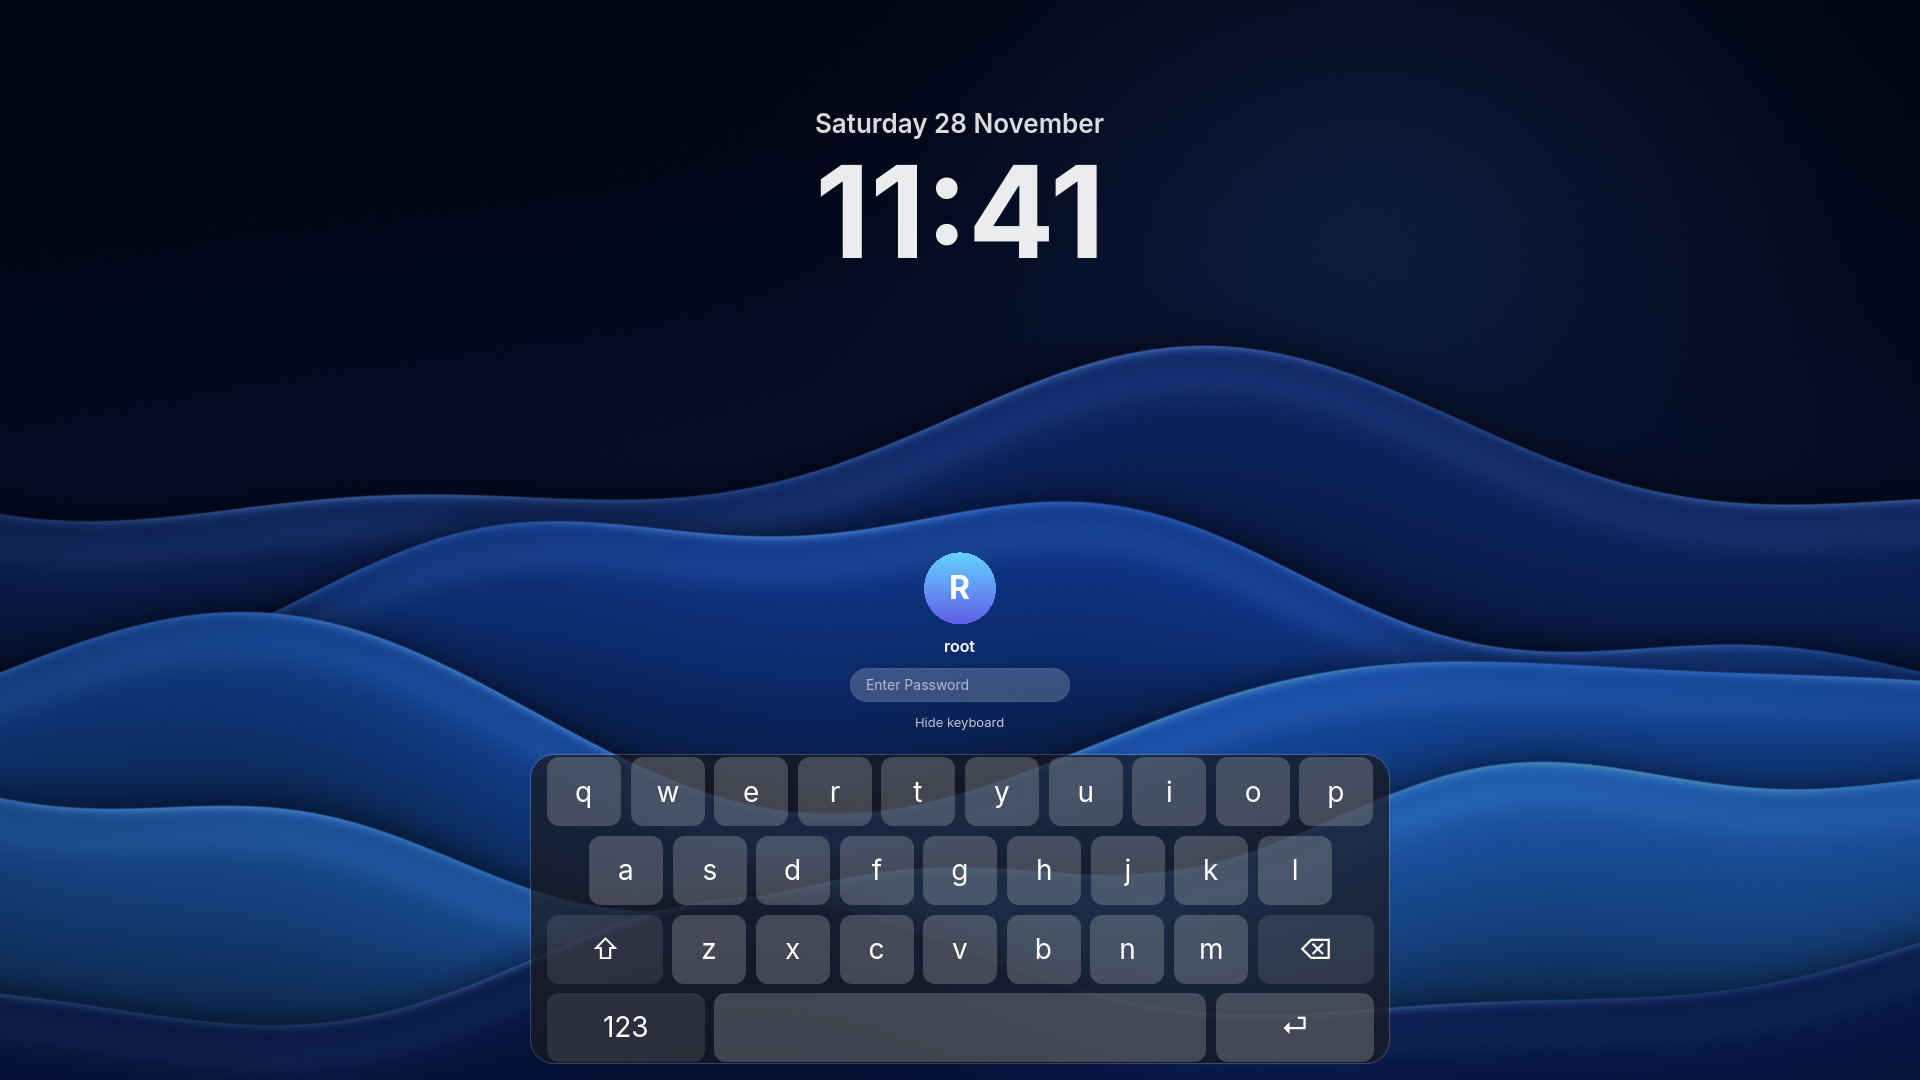 Saturday 28 November
11:41
R
root
Enter Password
Hide keyboard
q w e r t y u i o p
a s d f g h j k l
z x c v b n m
123